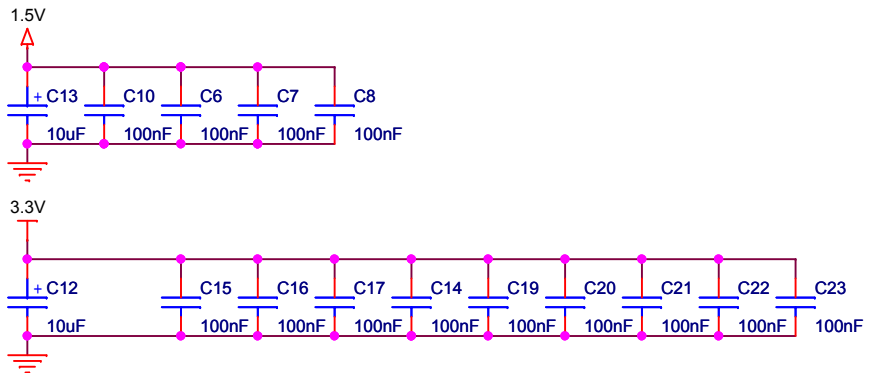 1.5V
+ C13 C10 C6 C7 C8
10uF 100nF 100nF 100nF 100nF
3.3V
+ C12 C15 C16 C17 C14 C19 C20 C21 C22 C23
10uF 100nF 100nF 100nF 100nF 100nF 100nF 100nF 100nF 100nF